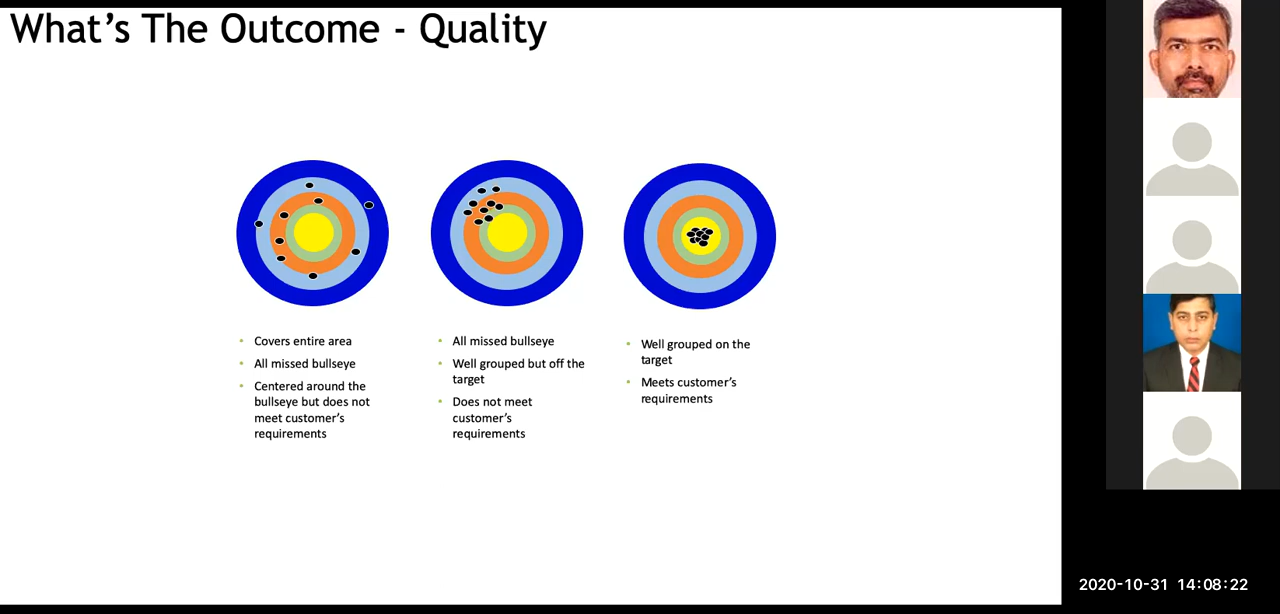 What's The Outcome - Quality
• Covers entire area
• All missed bullseye
• Centered around the
bullseye but does not
meet customer's
requirements
• All missed bullseye
• Well grouped but off the
target
• Does not meet
customer's
requirements
• Well grouped on the
target
• Meets customer's
requirements
2020-10-31 14:08:22